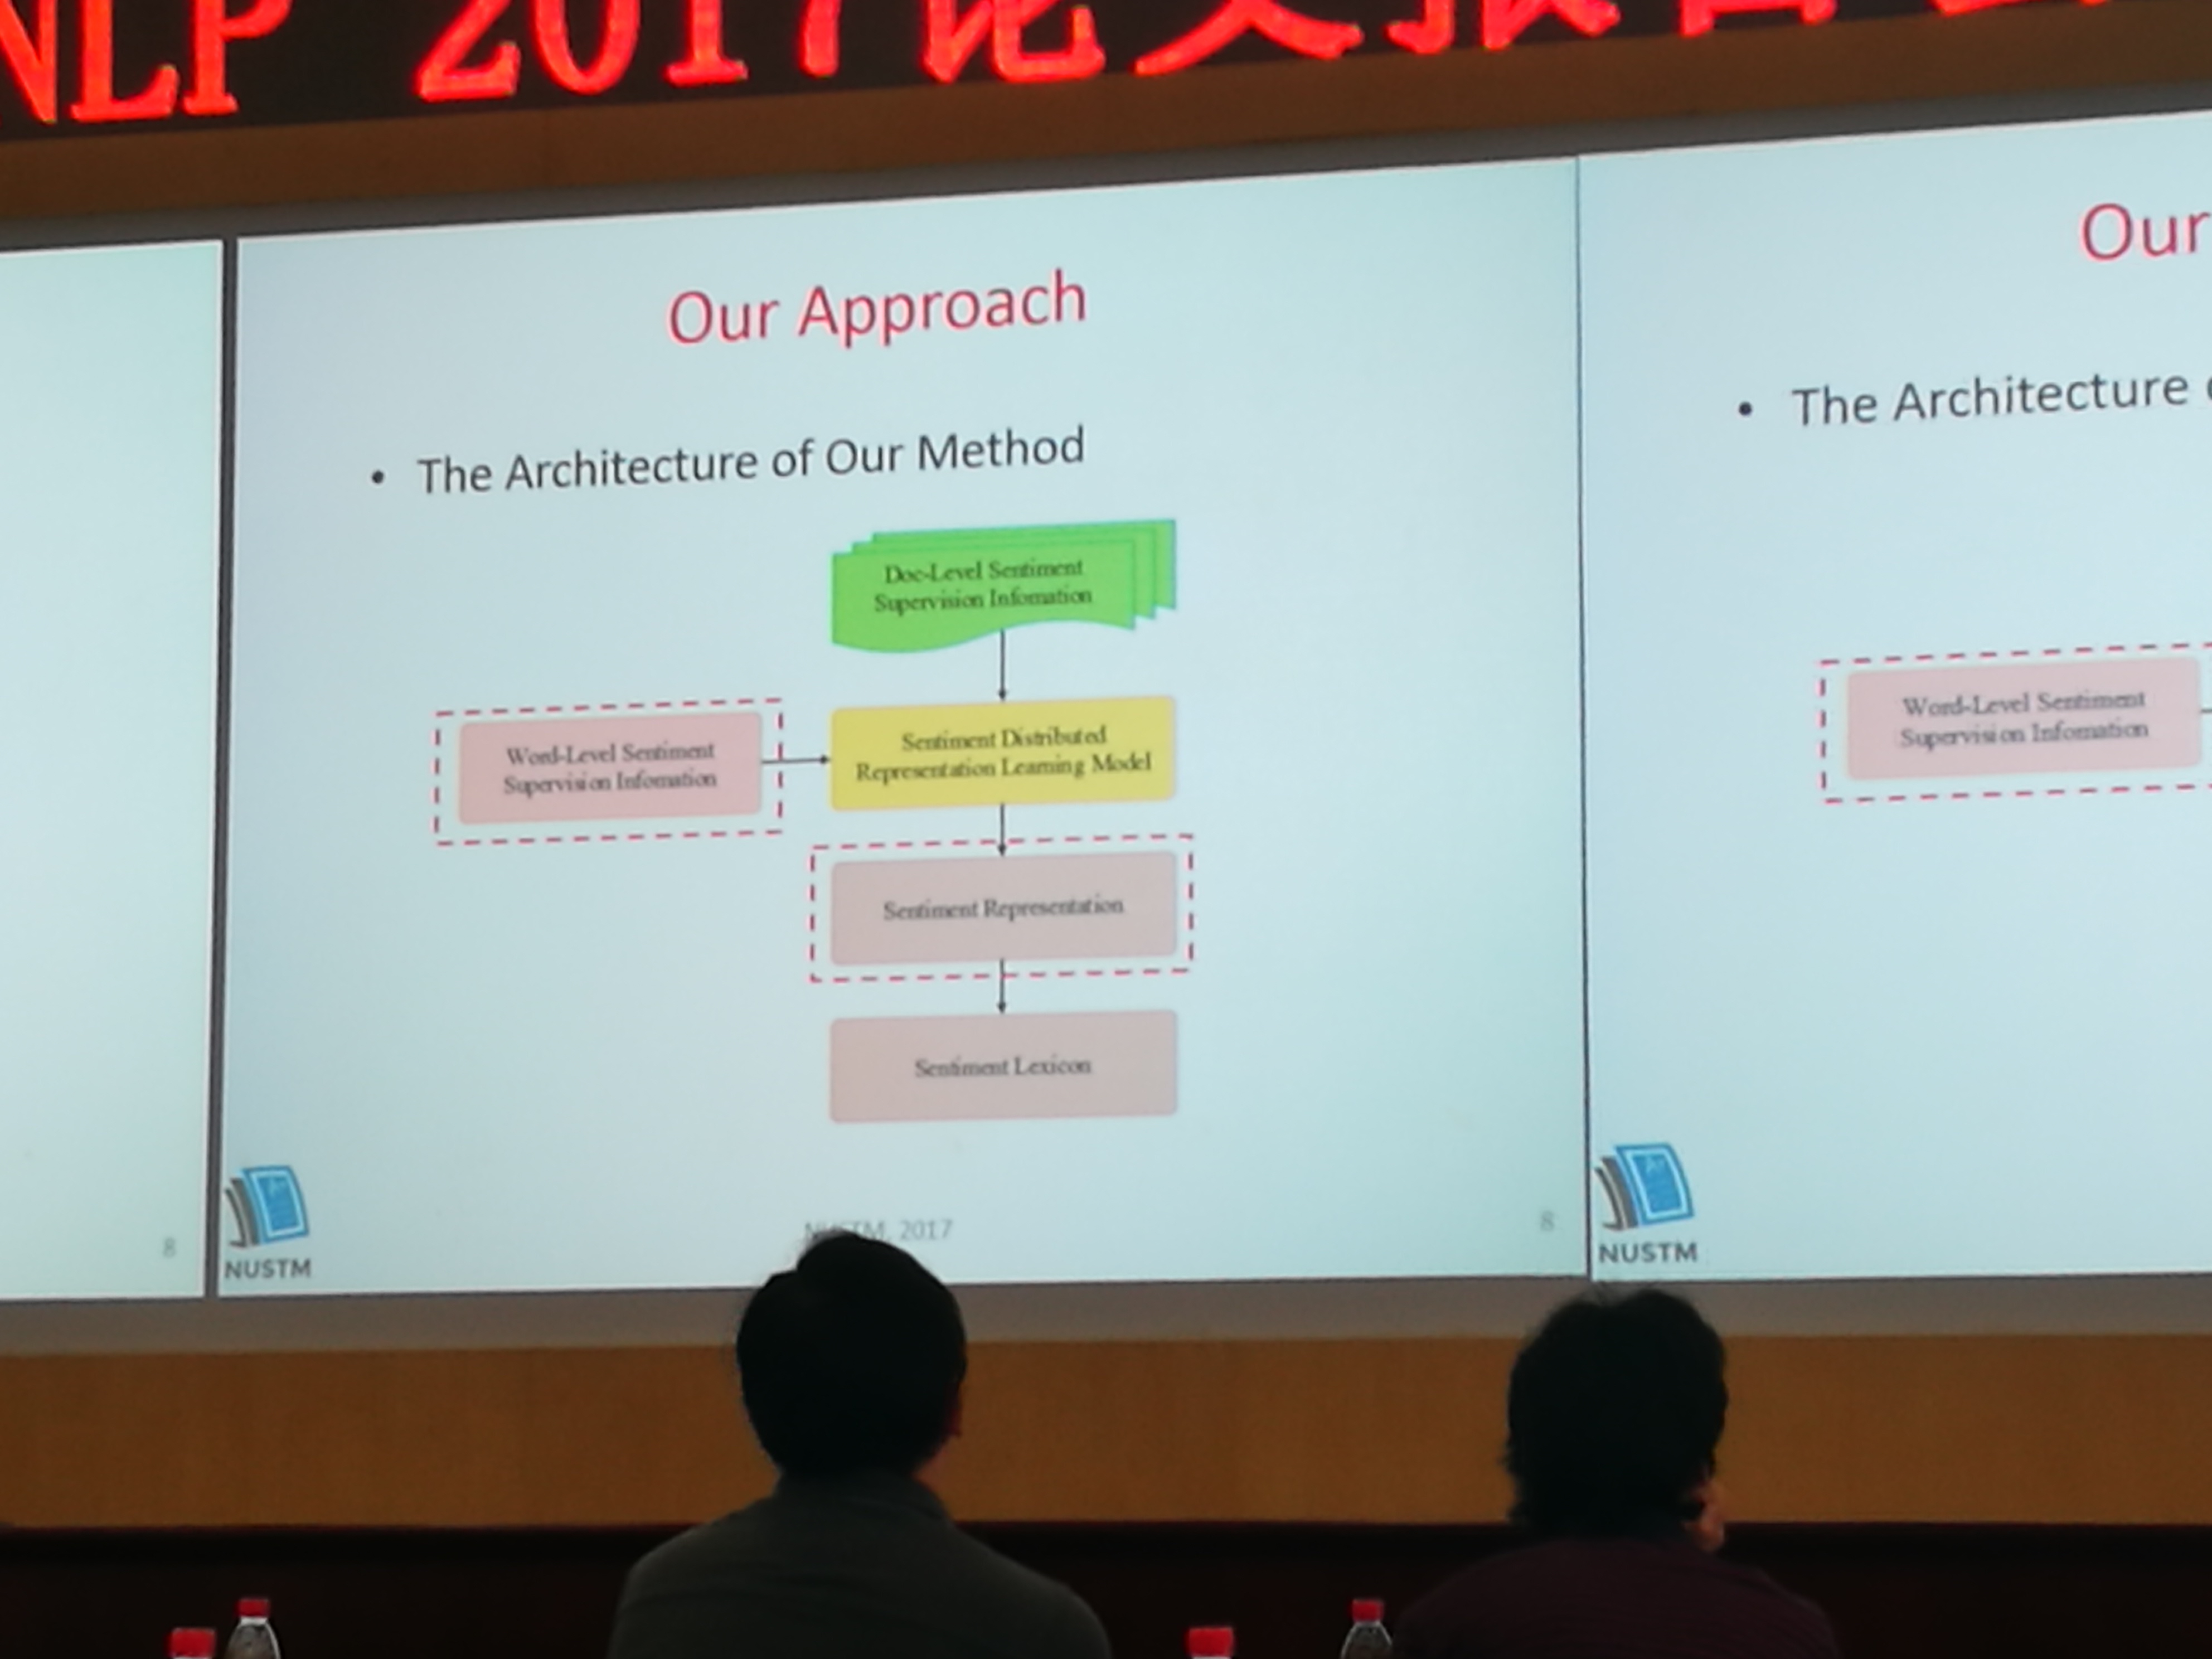 NLP 2017论文报告
Our Approach
• The Architecture of Our Method
Doc-Level Sentiment
Supervision Infomation
Word-Level Sentiment
Supervision Infomation
Sentiment Distributed
Representation Learning Model
Sentiment Representation
Sentiment Lexicon
NUSTM
NUSTM, 2017
8
8
Our
• The Architecture
Word-Level Sentiment
Supervision Infomation
NUSTM